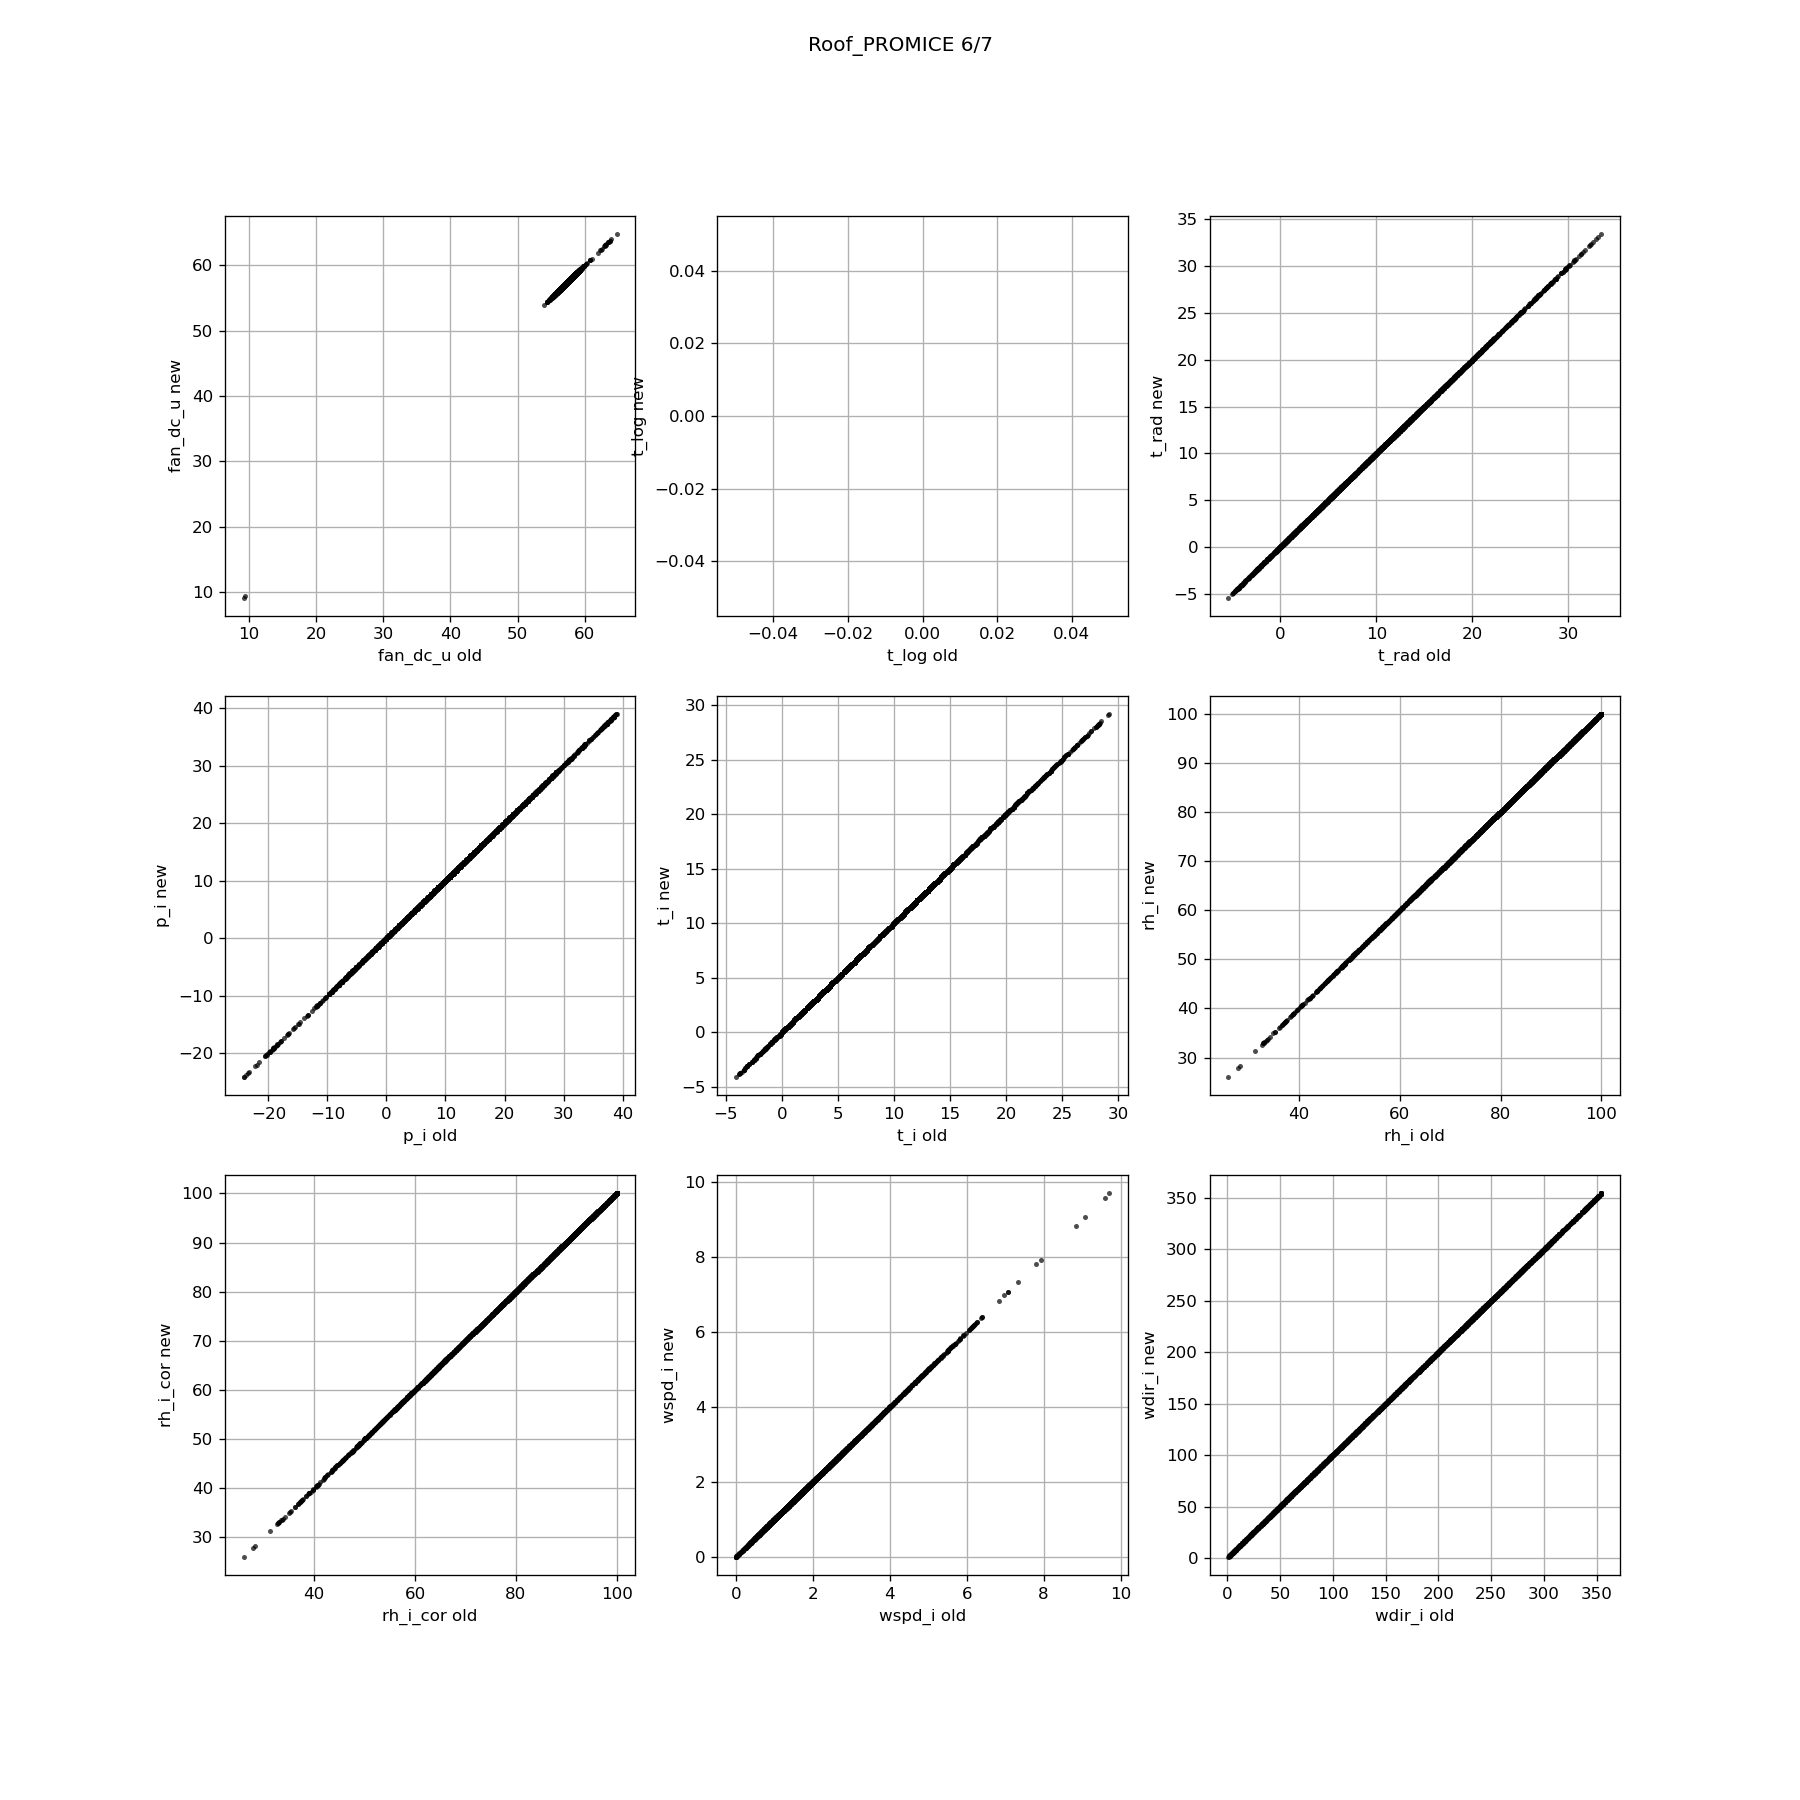 Roof_PROMICE 6/7
fan_dc_u new
60
50
40
30
20
10
10 20 30 40 50 60
fan_dc_u old
t_log new
0.04
0.02
0.00
−0.02
−0.04
−0.04 −0.02 0.00 0.02 0.04
t_log old
t_rad new
35
30
25
20
15
10
5
0
−5
0 10 20 30
t_rad old
p_i new
40
30
20
10
0
−10
−20
−20 −10 0 10 20 30 40
p_i old
t_i new
30
25
20
15
10
5
0
−5
−5 0 5 10 15 20 25 30
t_i old
rh_i new
100
90
80
70
60
50
40
30
40 60 80 100
rh_i old
rh_i_cor new
100
90
80
70
60
50
40
30
40 60 80 100
rh_i_cor old
wspd_i new
10
8
6
4
2
0
0 2 4 6 8 10
wspd_i old
wdir_i new
350
300
250
200
150
100
50
0
0 50 100 150 200 250 300 350
wdir_i old